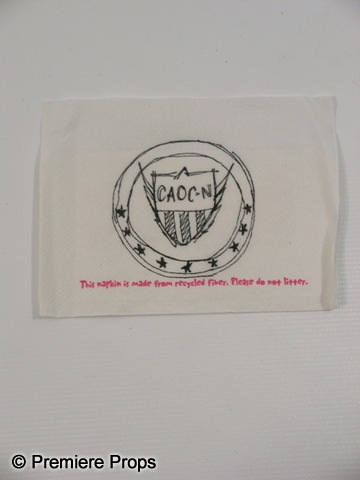 CAOC-N
This napkin is made from recycled fiber. Please do not litter.
© Premiere Props